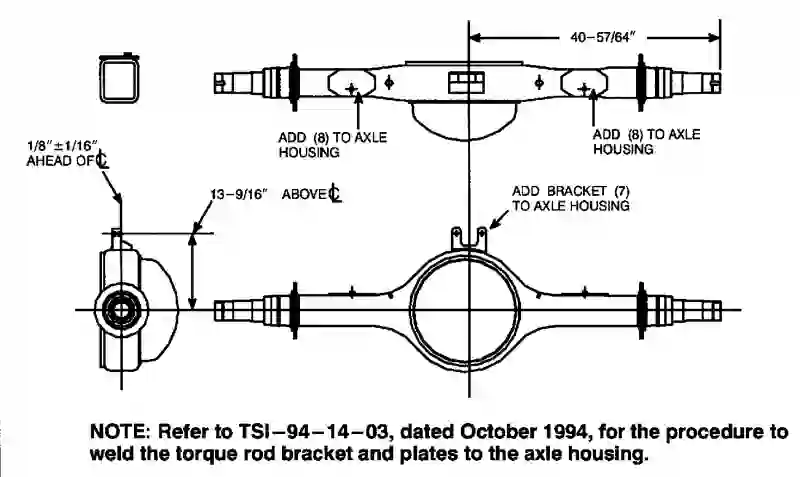 40-57/64"
ADD (8) TO AXLE
HOUSING
ADD (8) TO AXLE
HOUSING
1/8"±1/16"
AHEAD OF ℄
13-9/16" ABOVE ℄
ADD BRACKET (7)
TO AXLE HOUSING
NOTE: Refer to TSI-94-14-03, dated October 1994, for the procedure to
weld the torque rod bracket and plates to the axle housing.